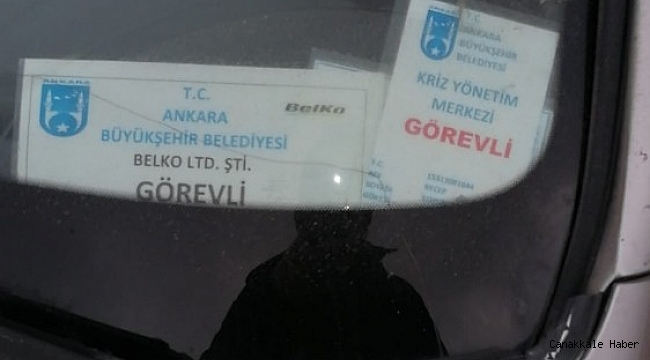 ANKARA
T.C.
ANKARA
BÜYÜKŞEHİR BELEDİYESİ
BELKO LTD. ŞTİ.
GÖREVLİ
BelKo
T.C.
ANKARA
BÜYÜKŞEHİR
BELEDİYESİ
KRİZ YÖNETİM
MERKEZİ
GÖREVLİ
T.C.
Canakkale Haber